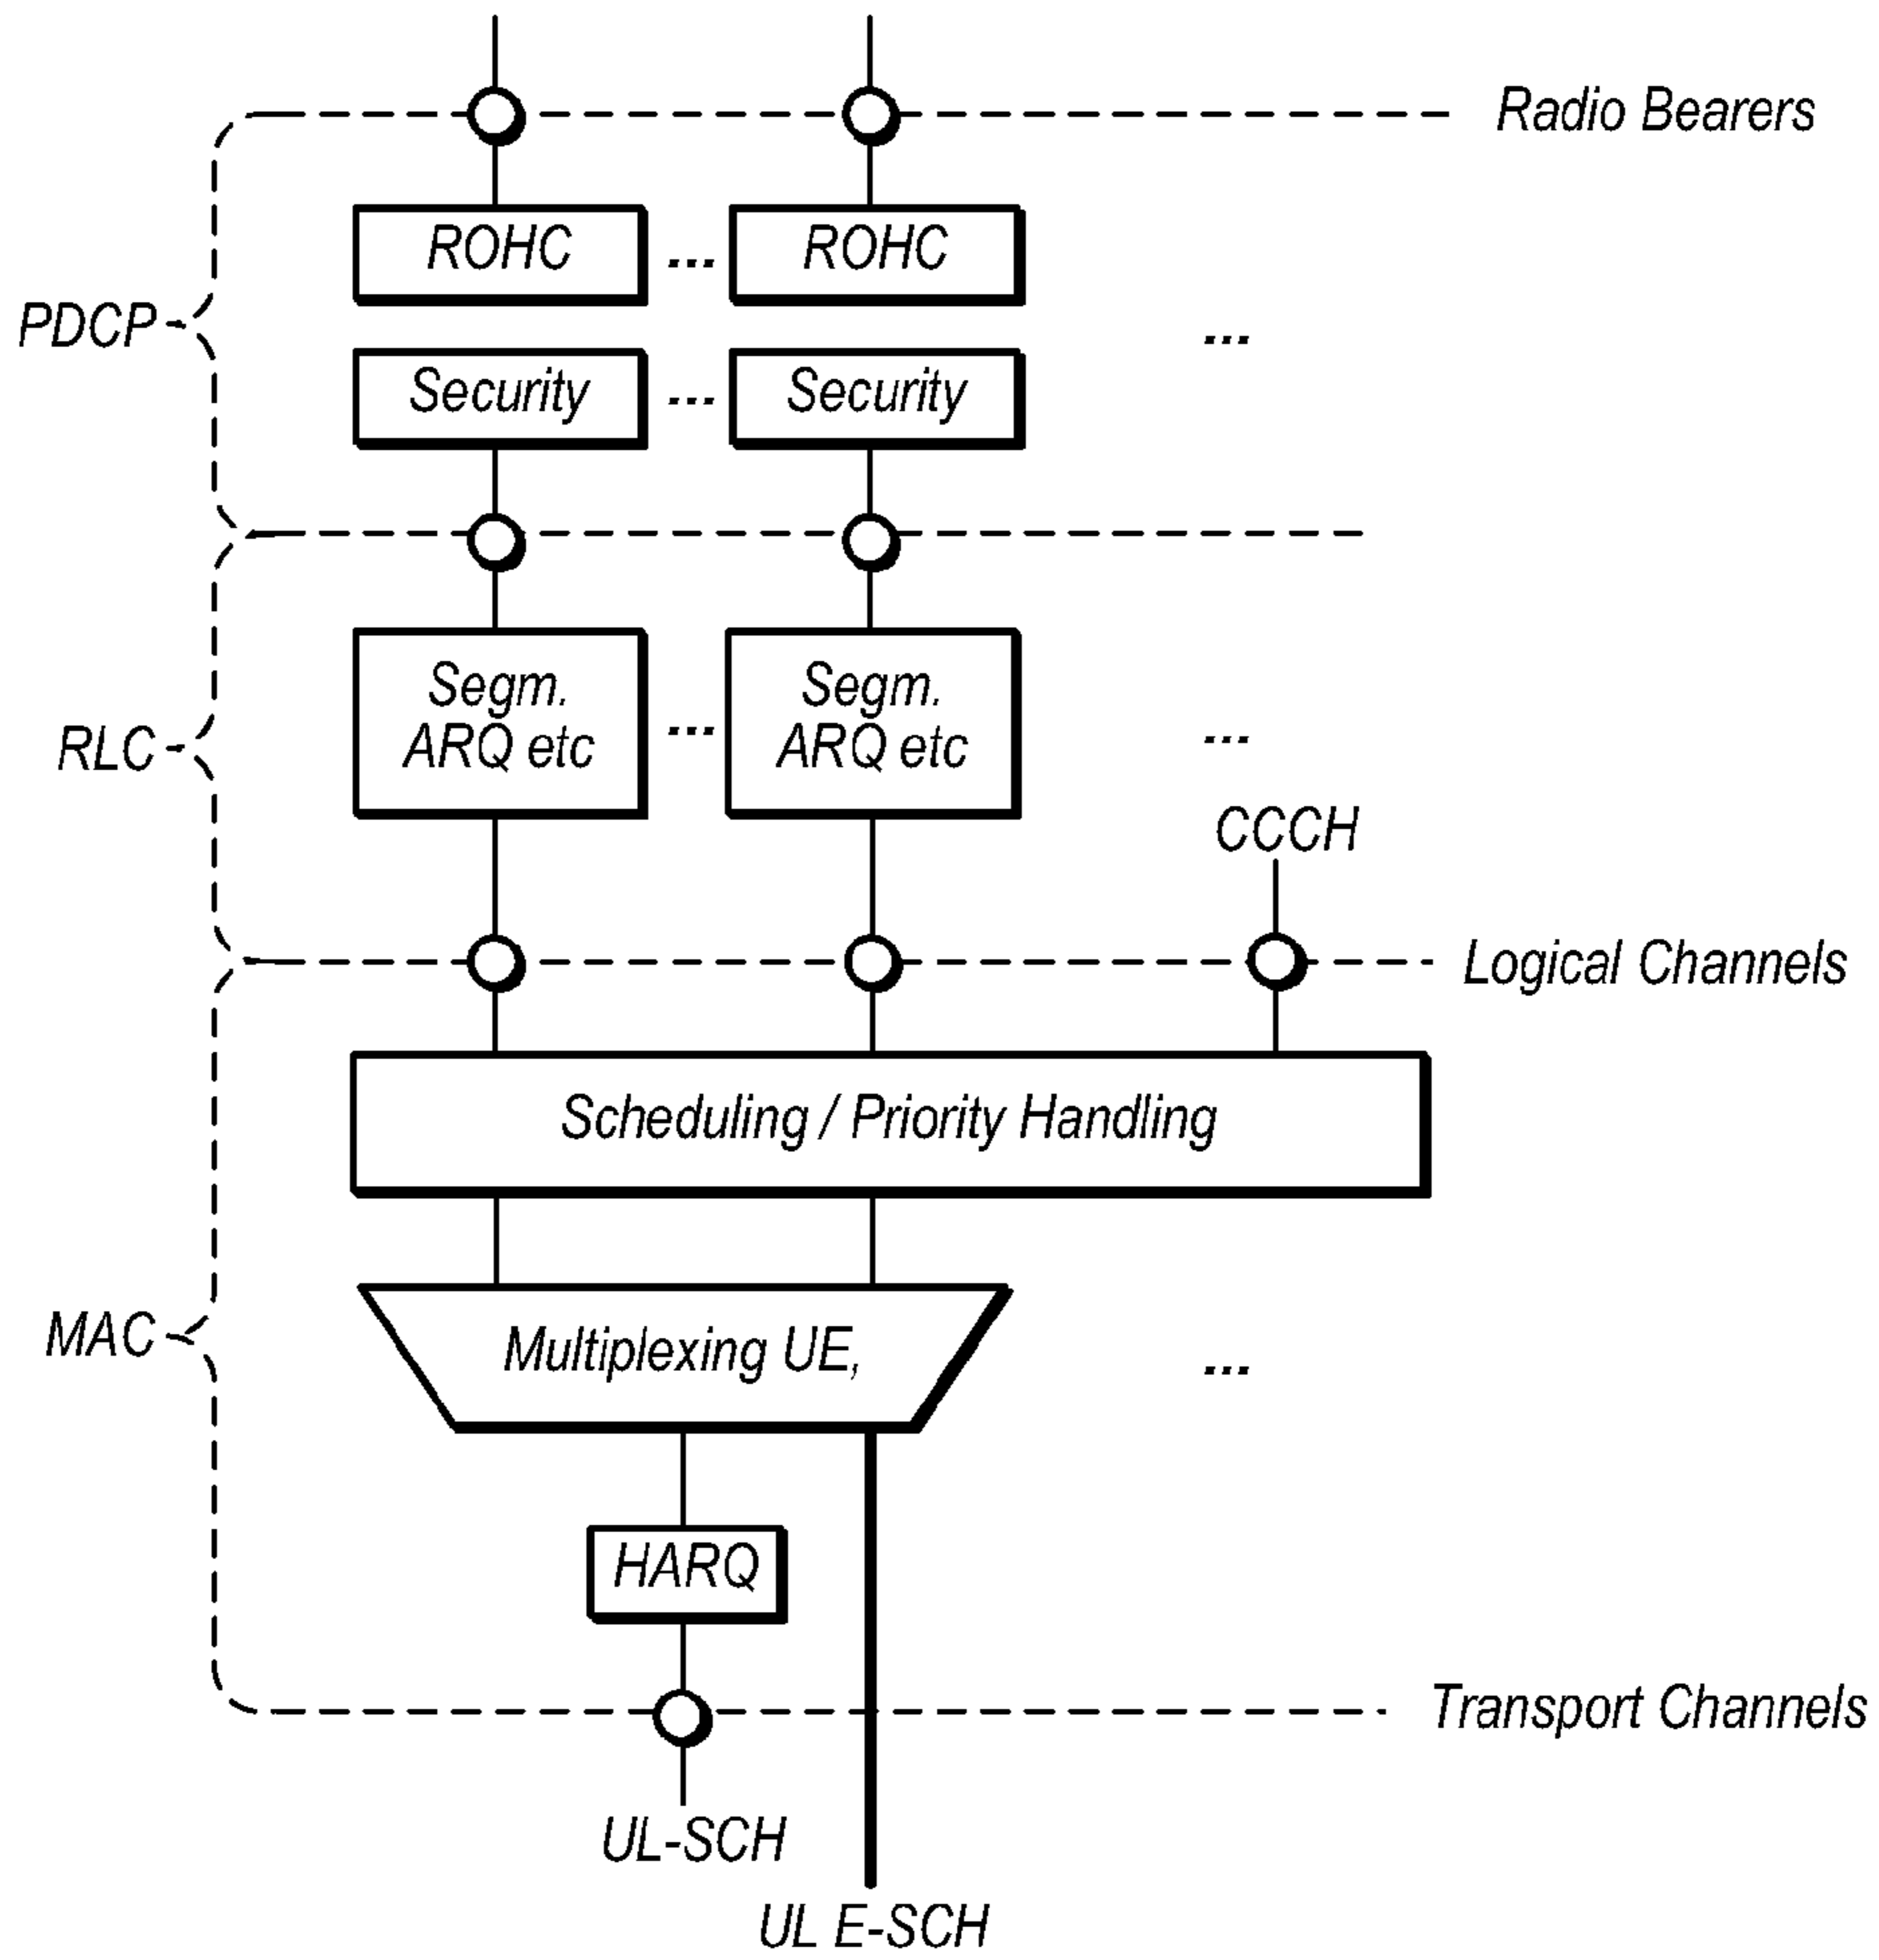 Radio Bearers
ROHC
...
ROHC
PDCP
...
Security
...
Security
Segm.
ARQ etc
...
Segm.
ARQ etc
RLC
...
CCCH
Logical Channels
Scheduling / Priority Handling
MAC
Multiplexing UE,
...
HARQ
Transport Channels
UL-SCH
UL E-SCH